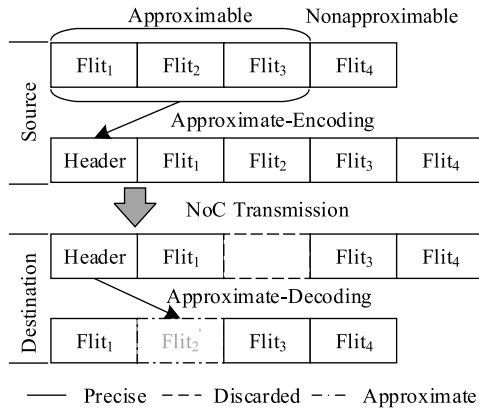 Approximable Nonapproximable
Flit₁ Flit₂ Flit₃ Flit₄
Source
Approximate-Encoding
Header Flit₁ Flit₂ Flit₃ Flit₄
NoC Transmission
Header Flit₁ Flit₃ Flit₄
Destination
Approximate-Decoding
Flit₁ Flit₂' Flit₃ Flit₄
Precise Discarded Approximate